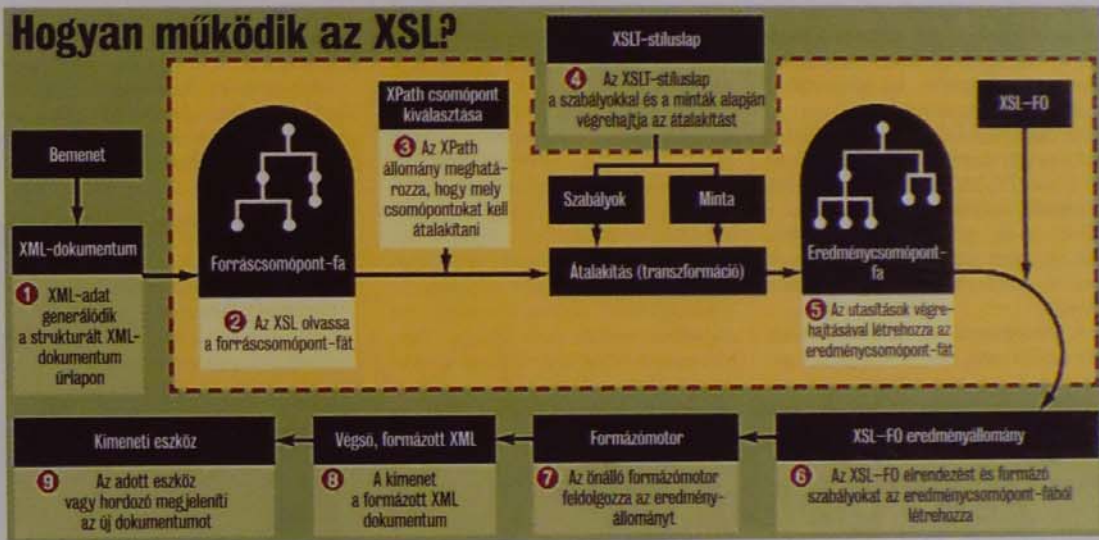 Hogyan működik az XSL?
Bemenet
XML-dokumentum
1 XML-adat
generálódik
a strukturált XML-
dokumentum
űrlapon
Forráscsomópont-fa
2 Az XSL olvassa
a forráscsomópont-fát
XPath csomópont
kiválasztása
3 Az XPath
állomány meghatá-
rozza, hogy mely
csomópontokat kell
átalakítani
XSLT-stíluslap
4 Az XSLT-stíluslap
a szabályokkal és a minták alapján
végrehajtja az átalakítást
Szabályok
Minta
Átalakítás (transzformáció)
Eredménycsomópont-
fa
5 Az utasítások végre-
hajtásával létrehozza az
eredménycsomópont-fát
XSL-FO
XSL-FO eredményállomány
6 Az XSL-FO elrendezést és formázó
szabályokat az eredménycsomópont-fából
létrehozza
Formázómotor
7 Az önálló formázómotor
feldolgozza az eredmény-
állományt
Végső, formázott XML
8 A kimenet
a formázott XML
dokumentum
Kimeneti eszköz
9 Az adott eszköz
vagy hordozó megjeleníti
az új dokumentumot